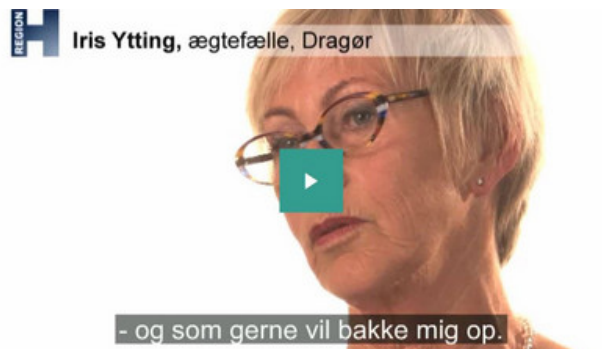 REGION
H
Iris Ytting, ægtefælle, Dragør
- og som gerne vil bakke mig op.